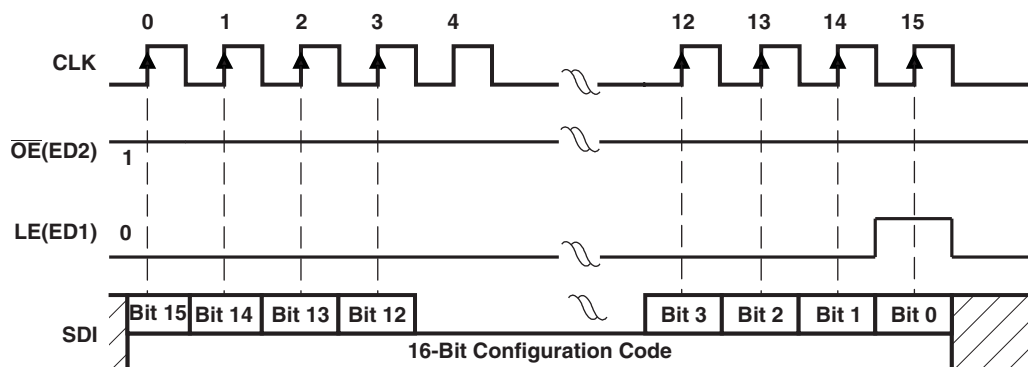 0 1 2 3 4 12 13 14 15
CLK
OE(ED2) 1
LE(ED1) 0
Bit 15 Bit 14 Bit 13 Bit 12 Bit 3 Bit 2 Bit 1 Bit 0
SDI
16-Bit Configuration Code